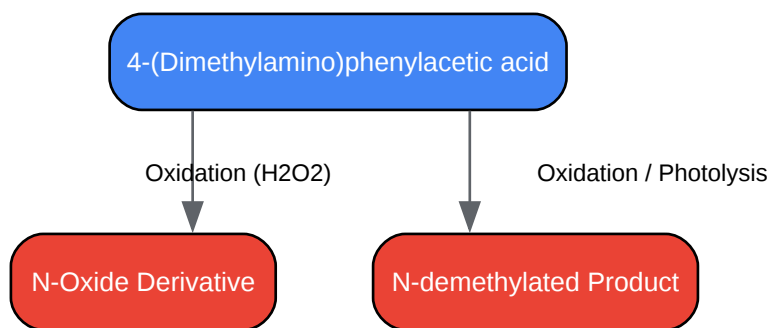 4-(Dimethylamino)phenylacetic acid
Oxidation (H2O2)
Oxidation / Photolysis
N-Oxide Derivative
N-demethylated Product